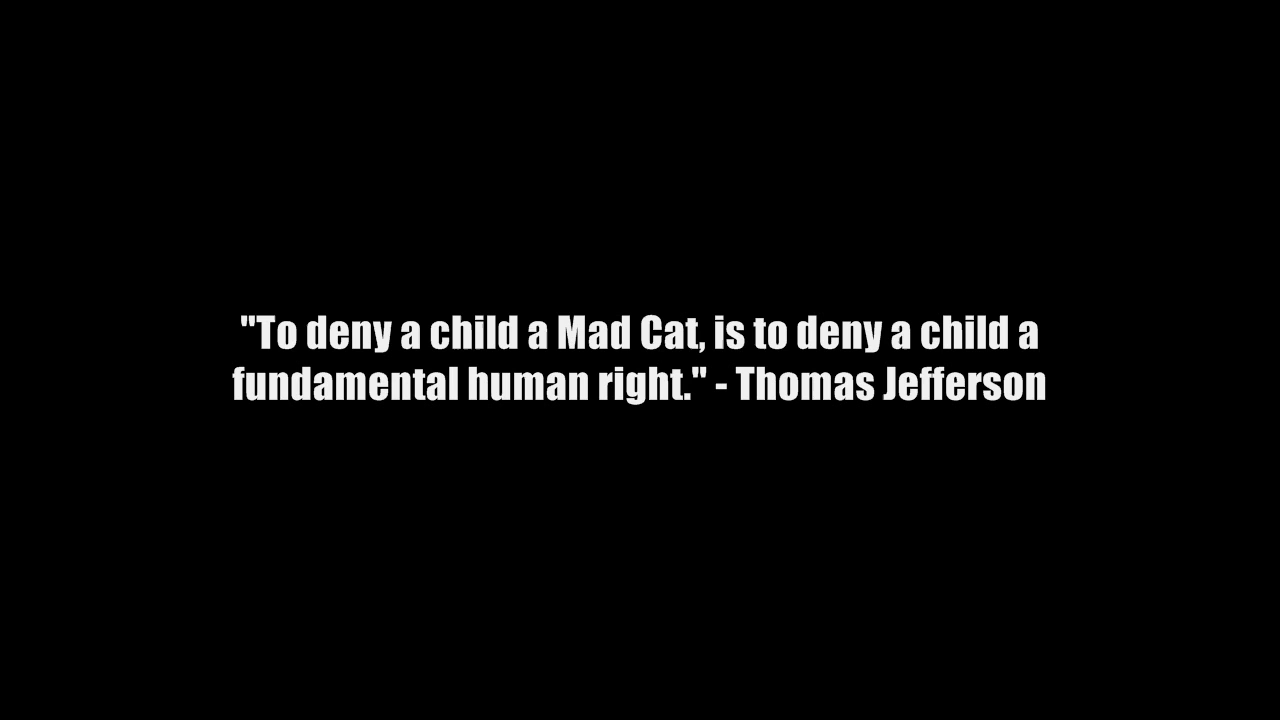 "To deny a child a Mad Cat, is to deny a child a
fundamental human right." - Thomas Jefferson